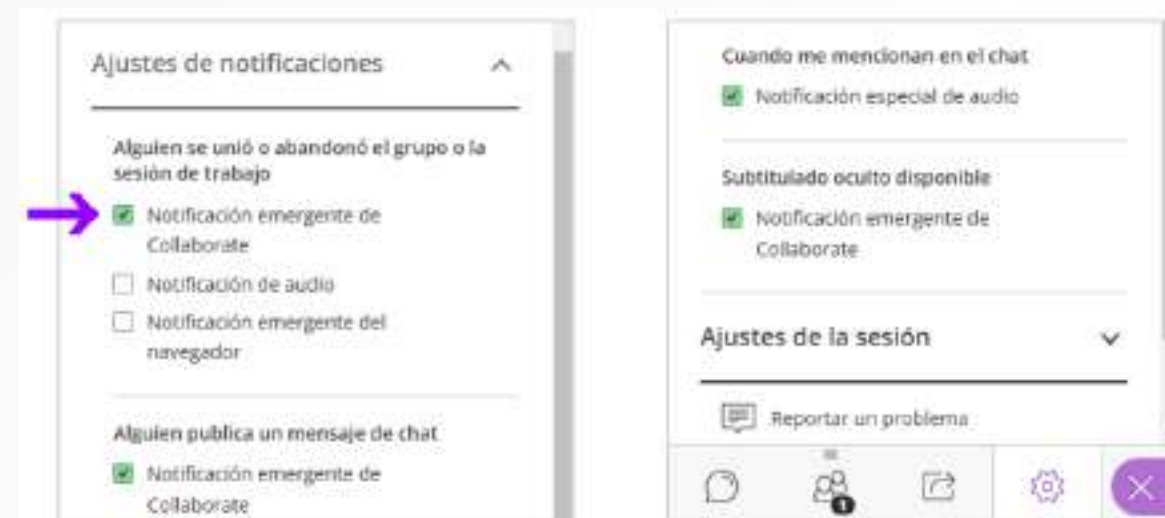 Ajustes de notificaciones
Alguien se unió o abandonó el grupo o la
sesión de trabajo
Notificación emergente de
Collaborate
Notificación de audio
Notificación emergente del
navegador
Alguien publica un mensaje de chat
Notificación emergente de
Collaborate
Cuando me mencionan en el chat
Notificación especial de audio
Subtitulado oculto disponible
Notificación emergente de
Collaborate
Ajustes de la sesión
Reportar un problema
1